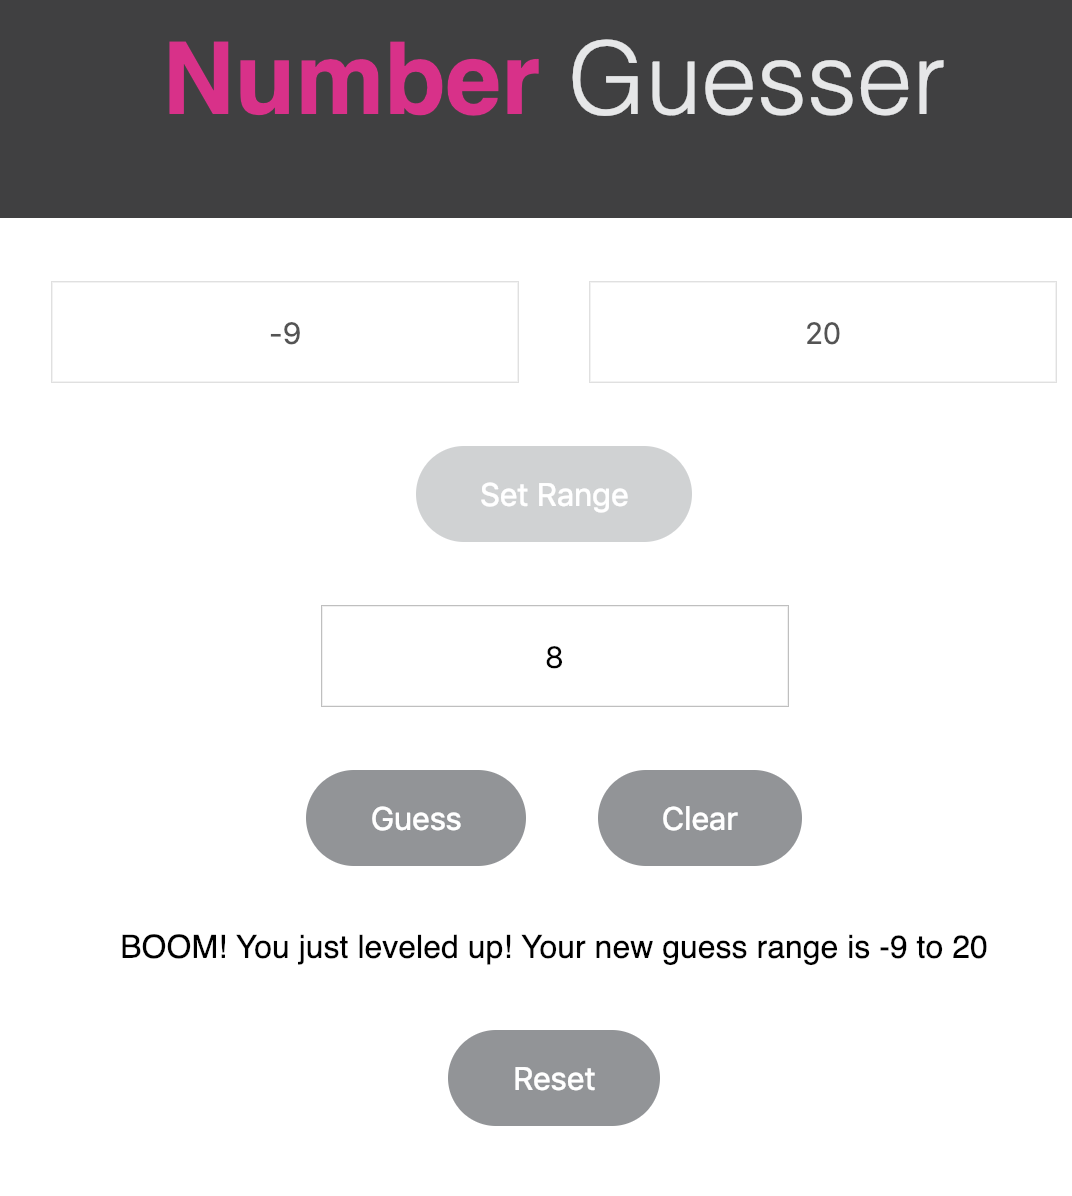 Number Guesser
-9 20
Set Range
8
Guess Clear
BOOM! You just leveled up! Your new guess range is -9 to 20
Reset